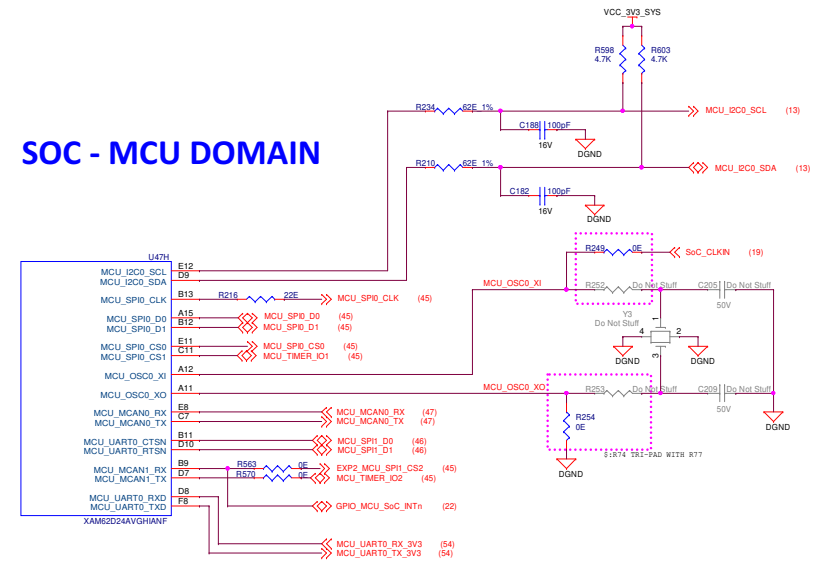 VCC_3V3_SYS
R598
4.7K
R603
4.7K
R234 62E_1%
MCU_I2C0_SCL (13)
C188 100pF
16V
DGND
SOC - MCU DOMAIN
R210 62E_1%
MCU_I2C0_SDA (13)
C182 100pF
16V
DGND
R249 0E
SoC_CLKIN (19)
U47H
MCU_I2C0_SCL E12
MCU_I2C0_SDA D9
MCU_OSC0_XI
R252 Do Not Stuff
C205 Do Not Stuff
50V
MCU_SPI0_CLK B13
R216 22E
MCU_SPI0_CLK (45)
MCU_SPI0_D0 A15
MCU_SPI0_D0 (45)
MCU_SPI0_D1 B12
MCU_SPI0_D1 (45)
Y3
Do Not Stuff
1
4
2
3
DGND
DGND
MCU_SPI0_CS0 E11
MCU_SPI0_CS0 (45)
MCU_SPI0_CS1 C11
MCU_TIMER_IO1 (45)
MCU_OSC0_XI A12
MCU_OSC0_XO A11
MCU_OSC0_XO
R253 Do Not Stuff
C209 Do Not Stuff
50V
DGND
MCU_MCAN0_RX E8
MCU_MCAN0_RX (47)
MCU_MCAN0_TX C7
MCU_MCAN0_TX (47)
R254
0E
MCU_UART0_CTSN B11
MCU_SPI1_D0 (46)
MCU_UART0_RTSN D10
MCU_SPI1_D1 (46)
$:R74 TRI-PAD WITH R77
DGND
MCU_MCAN1_RX B9
R563 0E
EXP2_MCU_SPI1_CS2 (45)
MCU_MCAN1_TX D7
R570 0E
MCU_TIMER_IO2 (45)
MCU_UART0_RXD D8
MCU_UART0_TXD F8
GPIO_MCU_SoC_INTn (22)
XAM62D24AVGHIANF
MCU_UART0_RX_3V3 (54)
MCU_UART0_TX_3V3 (54)